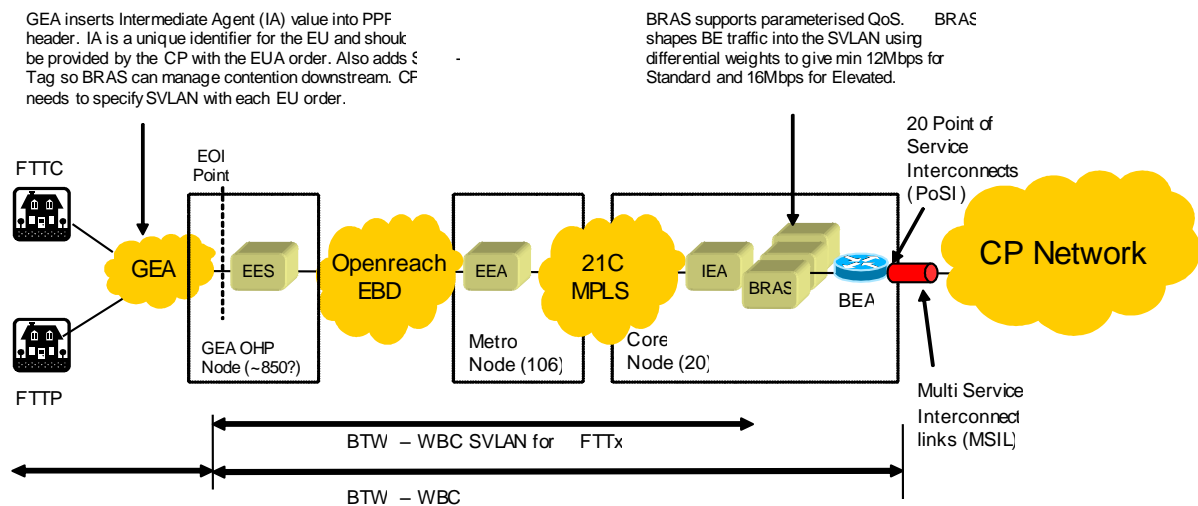 GEA inserts Intermediate Agent (IA) value into PPP
header. IA is a unique identifier for the EU and should
be provided by the CP with the EUA order. Also adds S -
Tag so BRAS can manage contention downstream. CP
needs to specify SVLAN with each EU order.
BRAS supports parameterised QoS. BRAS
shapes BE traffic into the SVLAN using
differential weights to give min 12Mbps for
Standard and 16Mbps for Elevated.
20 Point of
Service
Interconnects
(PoSI)
EOI
Point
FTTC
GEA
EES
Openreach
EBD
EEA
21C
MPLS
IEA
BRAS
BEA
CP Network
GEA OHP
Node (~850?)
Metro
Node (106)
Core
Node (20)
FTTP
Multi Service
Interconnect
links (MSIL)
BTW – WBC SVLAN for FTTx
BTW – WBC